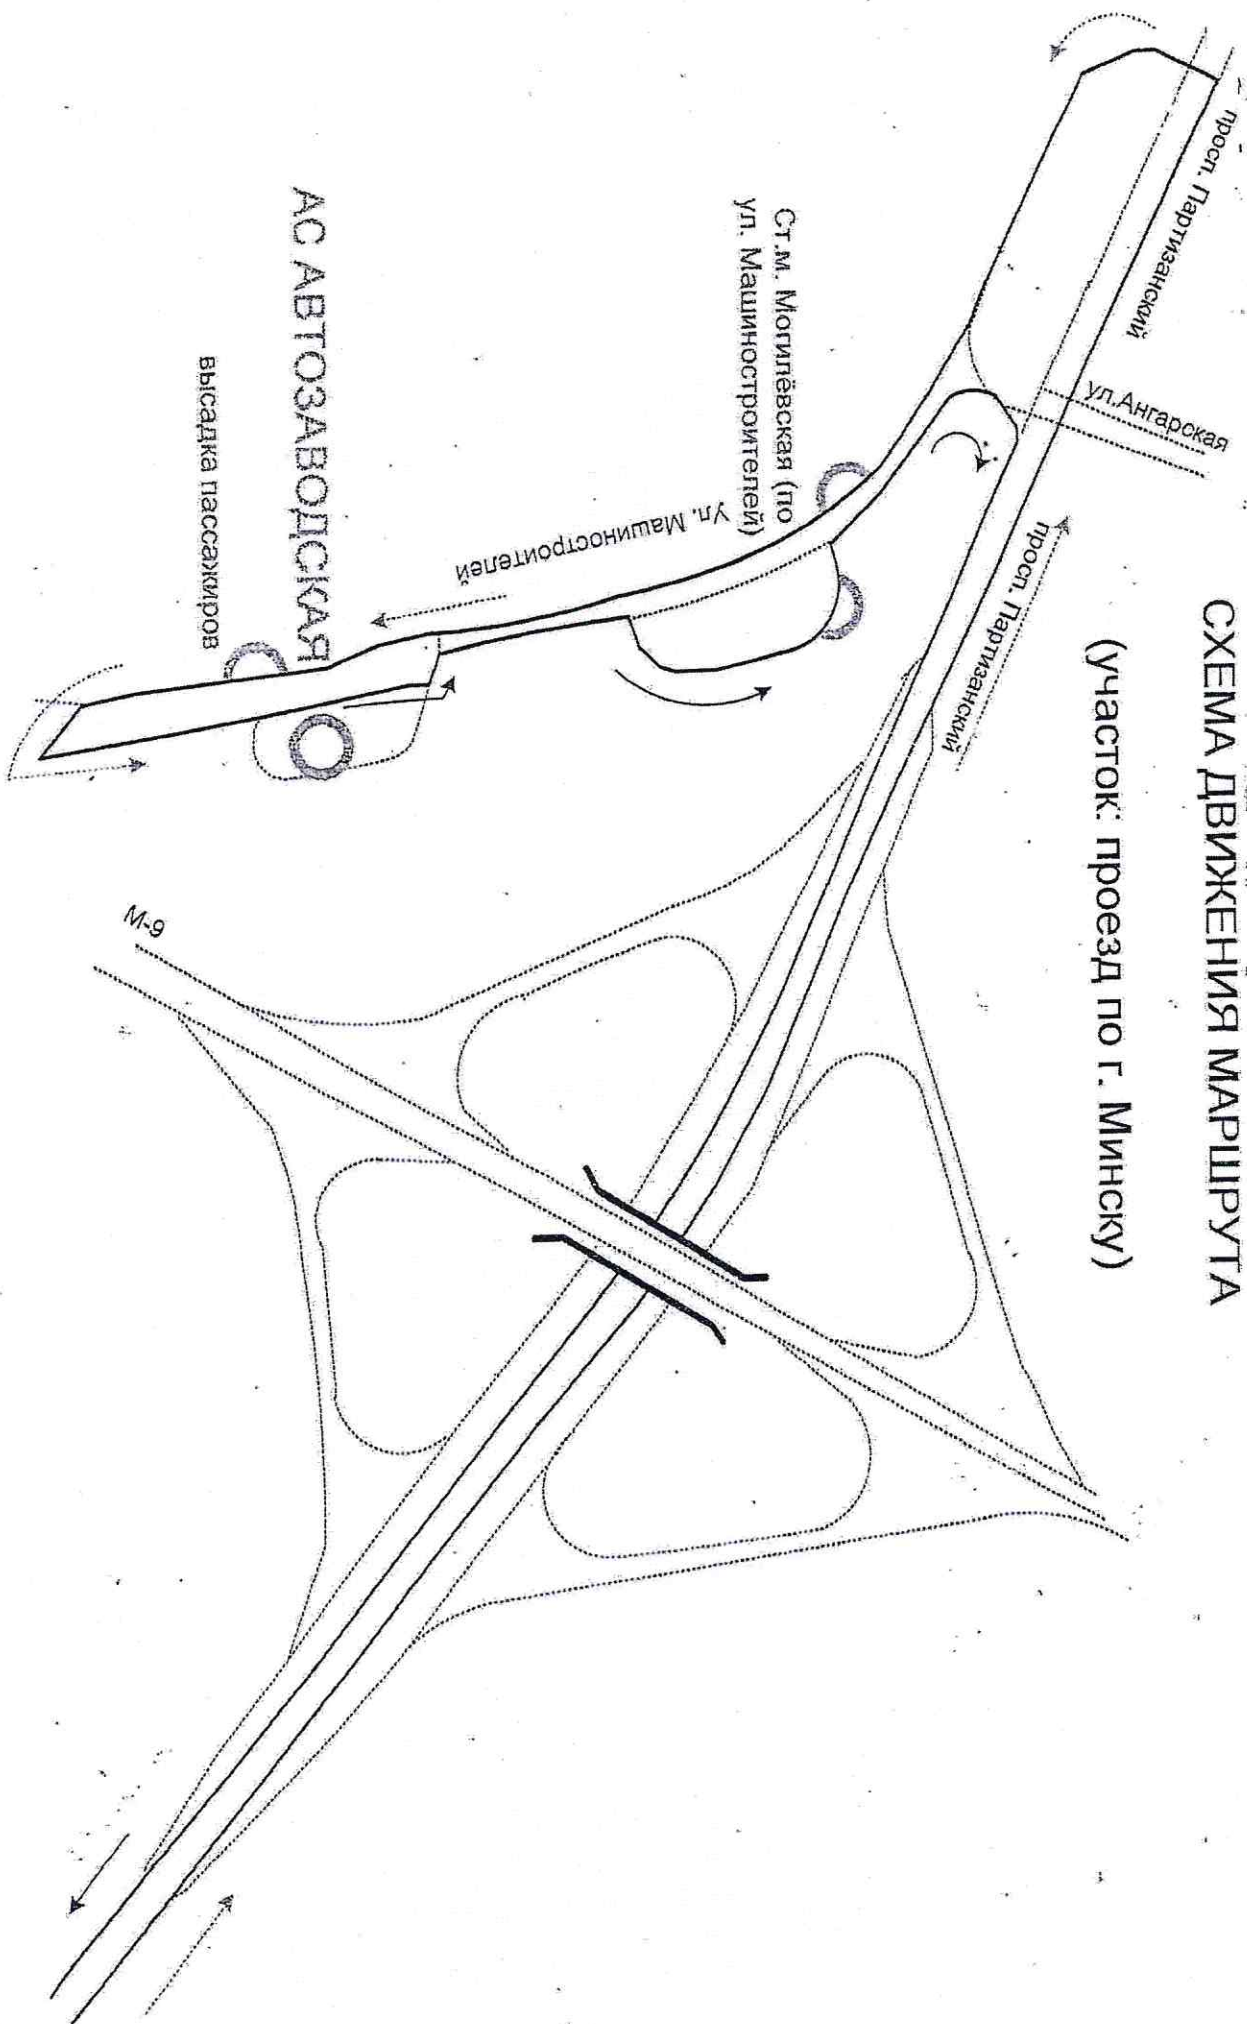 СХЕМА ДВИЖЕНИЯ МАРШРУТА
(участок: проезд по г. Минску)
просп. Партизанский
ул.Ангарская
просп. Партизанский
Ст.м. Могилёвская (по
ул. Машиностроителей)
Ул. Машиностроителей
АС АВТОЗАВОДСКАЯ
высадка пассажиров
М-9